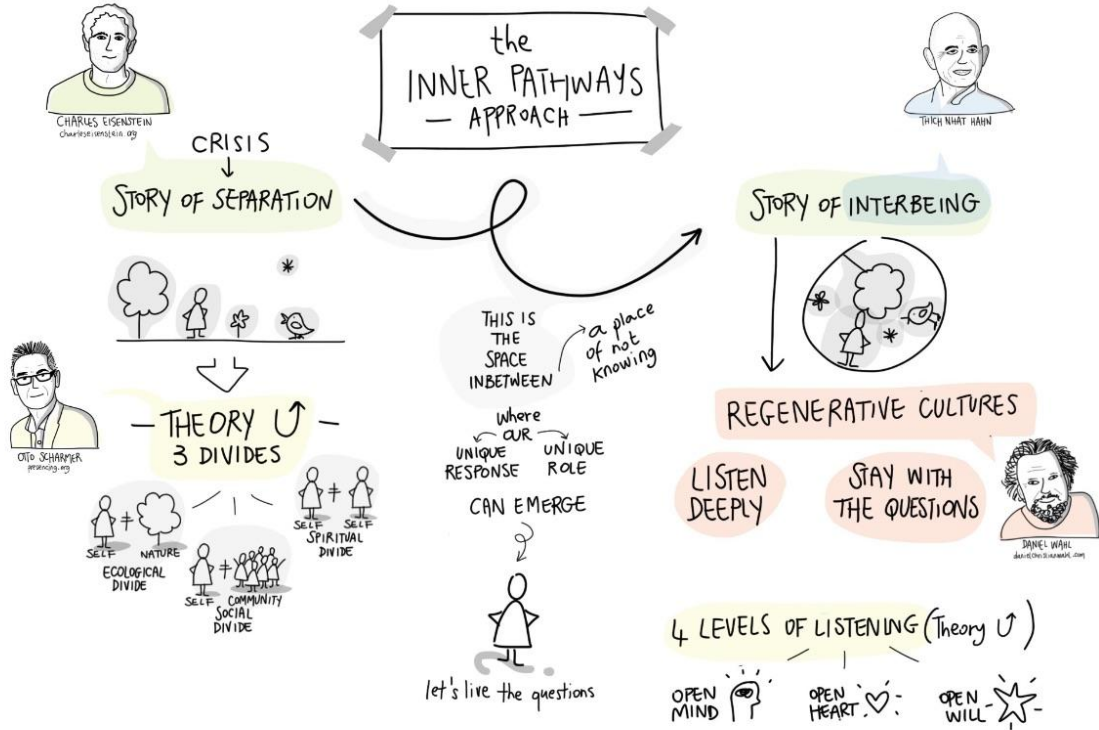 the
INNER PATHWAYS
— APPROACH —
CHARLES EISENSTEIN
charleseisenstein.org
CRISIS
STORY OF SEPARATION
OTTO SCHARMER
presencing.org
THEORY U
3 DIVIDES
SELF ≠ NATURE
ECOLOGICAL
DIVIDE
SELF ≠ COMMUNITY
SOCIAL
DIVIDE
SELF ≠ SELF
SPIRITUAL
DIVIDE
THIS IS
THE
SPACE
INBETWEEN
a place
of not
knowing
where
OUR
UNIQUE
RESPONSE
UNIQUE
ROLE
CAN EMERGE
let's live the questions
THICH NHAT HAHN
STORY OF INTERBEING
REGENERATIVE CULTURES
LISTEN
DEEPLY
STAY WITH
THE QUESTIONS
DANIEL WAHL
danielchristianwahl.com
4 LEVELS OF LISTENING (Theory U)
OPEN
MIND
OPEN
HEART
OPEN
WILL